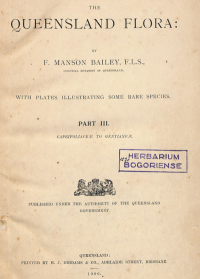 THE
QUEENSLAND FLORA:
BY
F. MANSON BAILEY, F.L.S.,
COLONIAL BOTANIST OF QUEENSLAND.
WITH PLATES ILLUSTRATING SOME RARE SPECIES.
PART III.
CAPRIFOLIACEÆ TO GENTIANEÆ.
HERBARIUM
BOGORIENSE
PUBLISHED UNDER THE AUTHORITY OF THE QUEENSLAND
GOVERNMENT.
QUEENSLAND:
PRINTED BY H. J. DIDDAMS & CO., ADELAIDE STREET, BRISBANE
1900.